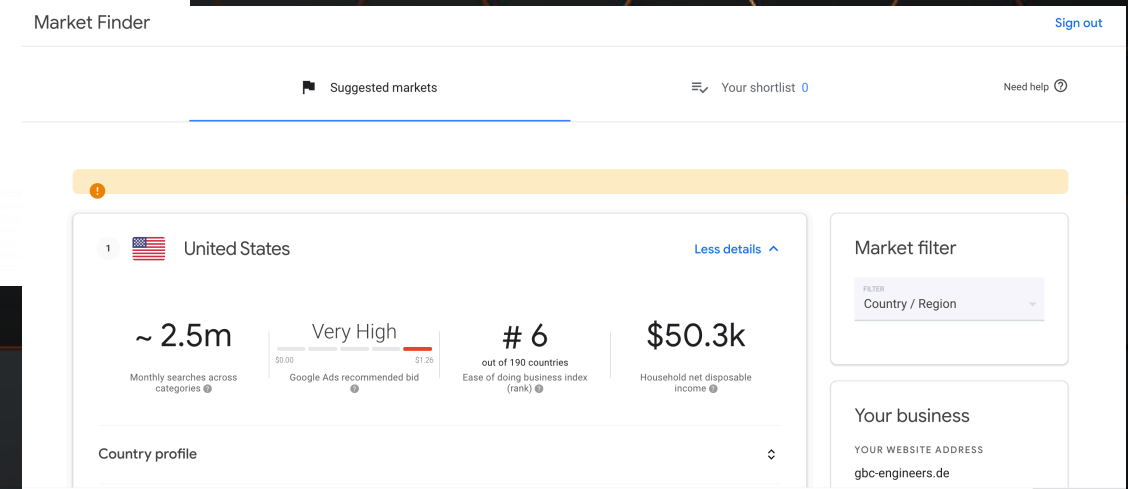 Market Finder
Sign out
Suggested markets
Your shortlist 0
Need help
1
United States
Less details
~ 2.5m
Monthly searches across
categories
Very High
$0.00
$1.26
Google Ads recommended bid
# 6
out of 190 countries
Ease of doing business index
(rank)
$50.3k
Household net disposable
income
Country profile
Market filter
FILTER
Country / Region
Your business
YOUR WEBSITE ADDRESS
gbc-engineers.de